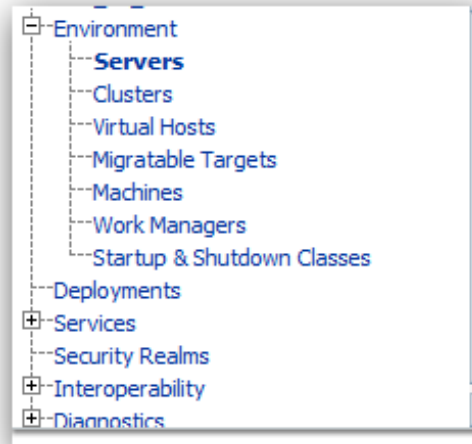 Environment
Servers
Clusters
Virtual Hosts
Migratable Targets
Machines
Work Managers
Startup & Shutdown Classes
Deployments
Services
Security Realms
Interoperability
Diagnostics